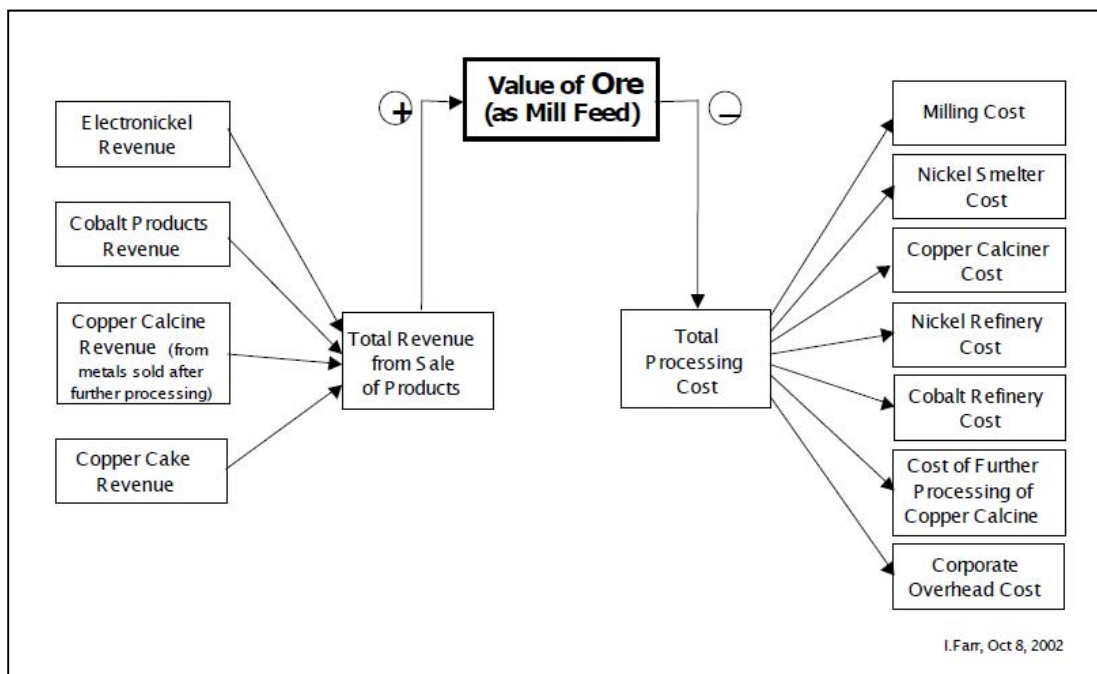 Value of Ore
(as Mill Feed)
+
−
Electronickel
Revenue
Cobalt Products
Revenue
Copper Calcine
Revenue (from
metals sold after
further processing)
Copper Cake
Revenue
Total Revenue
from Sale
of Products
Total
Processing
Cost
Milling Cost
Nickel Smelter
Cost
Copper Calciner
Cost
Nickel Refinery
Cost
Cobalt Refinery
Cost
Cost of Further
Processing of
Copper Calcine
Corporate
Overhead Cost
I.Farr, Oct 8, 2002